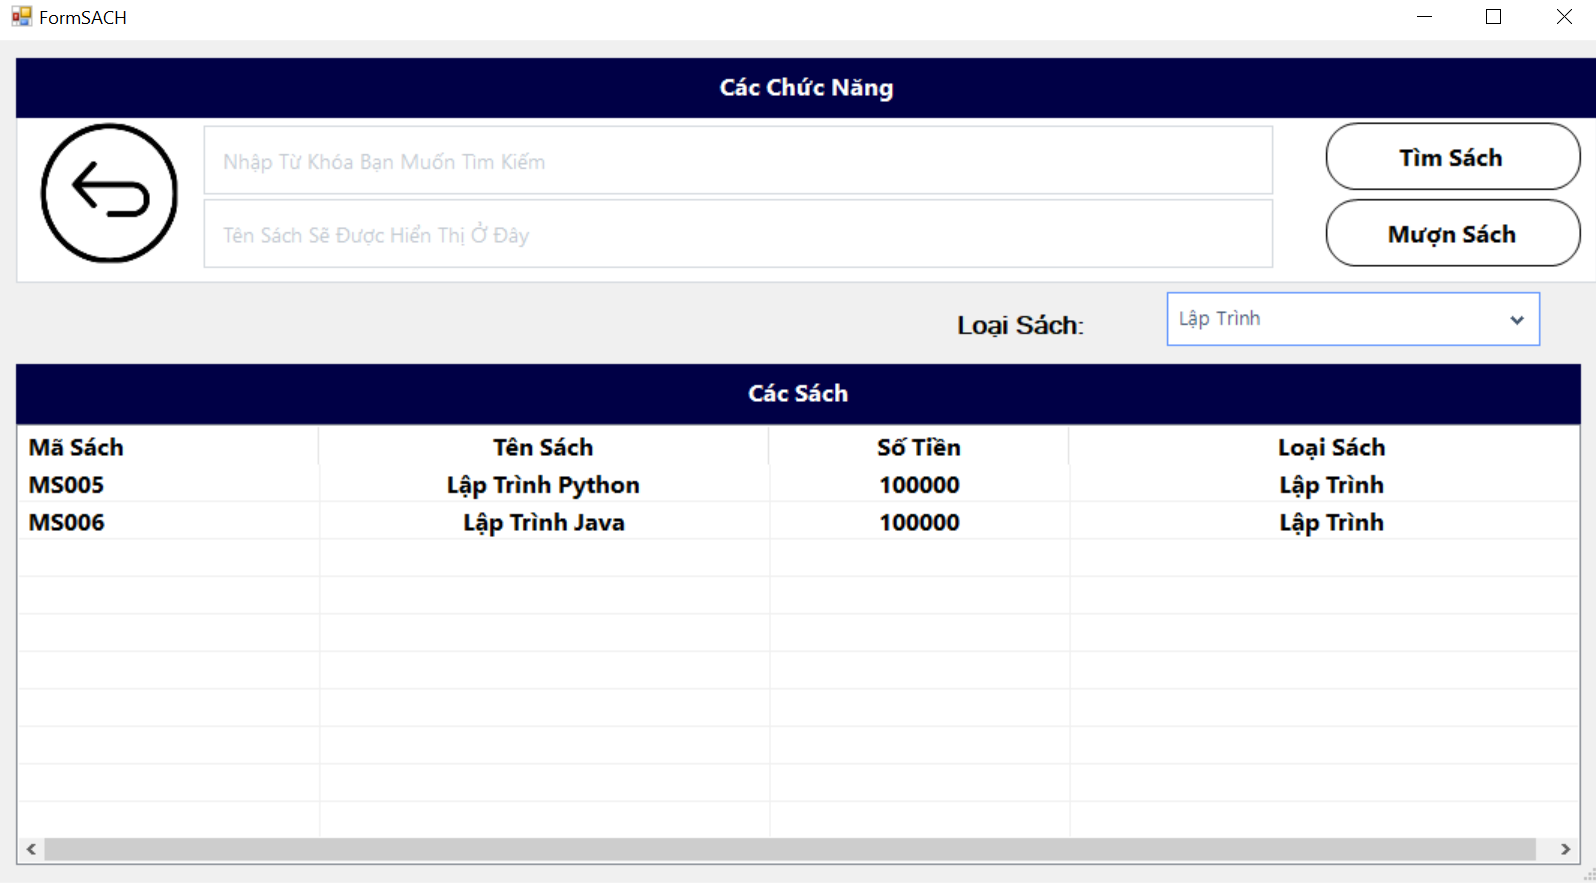 FormSACH
Các Chức Năng
Nhập Từ Khóa Bạn Muốn Tìm Kiếm
Tìm Sách
Tên Sách Sẽ Được Hiển Thị Ở Đây
Mượn Sách
Loại Sách:
Lập Trình
Các Sách
Mã Sách Tên Sách Số Tiền Loại Sách
MS005 Lập Trình Python 100000 Lập Trình
MS006 Lập Trình Java 100000 Lập Trình